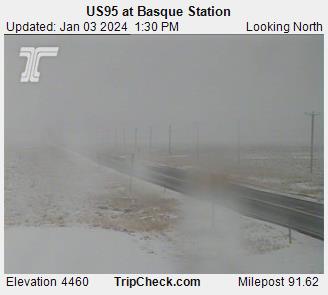 US95 at Basque Station
Updated: Jan 03 2024 1:30 PM Looking North
Elevation 4460 TripCheck.com Milepost 91.62